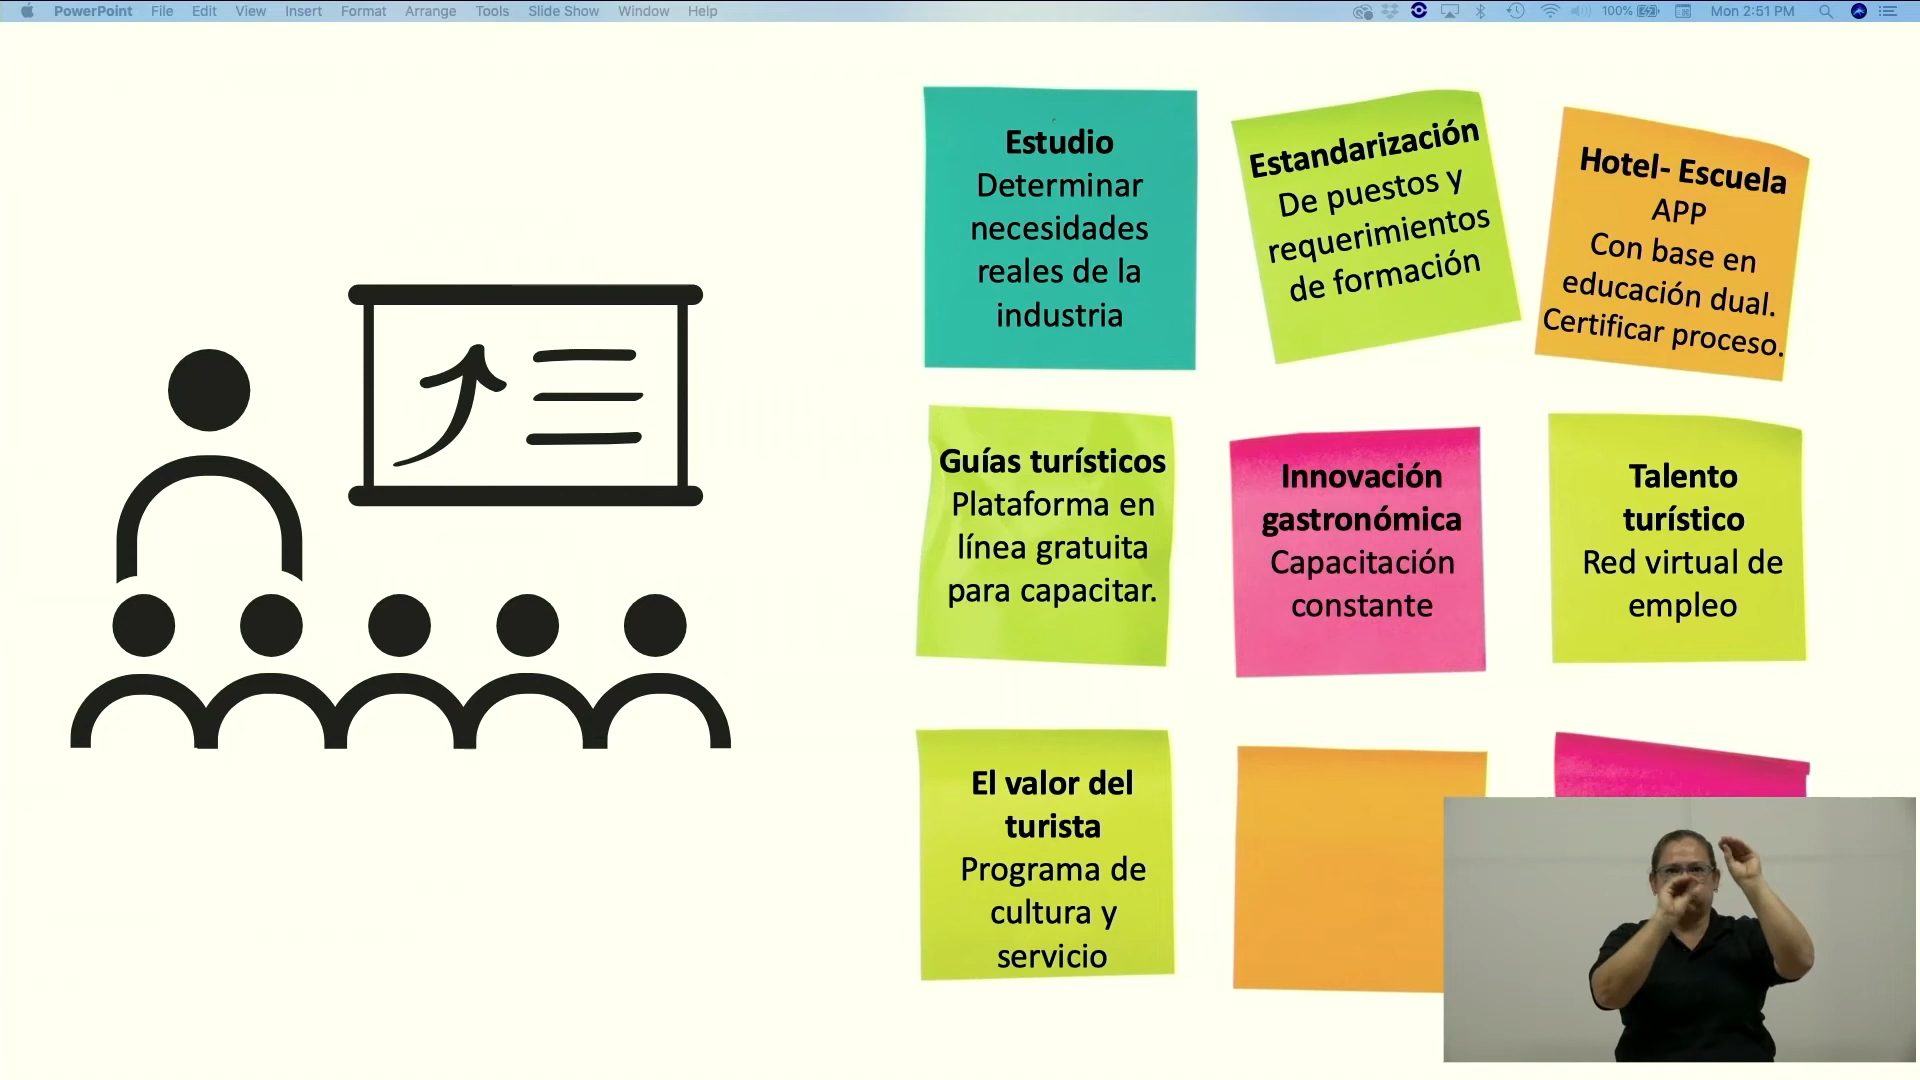 PowerPoint File Edit View Insert Format Arrange Tools Slide Show Window Help 100% Mon 2:51 PM
Estudio
Determinar
necesidades
reales de la
industria
Estandarización
De puestos y
requerimientos
de formación
Hotel- Escuela
APP
Con base en
educación dual.
Certificar proceso.
Guías turísticos
Plataforma en
línea gratuita
para capacitar.
Innovación
gastronómica
Capacitación
constante
Talento
turístico
Red virtual de
empleo
El valor del
turista
Programa de
cultura y
servicio